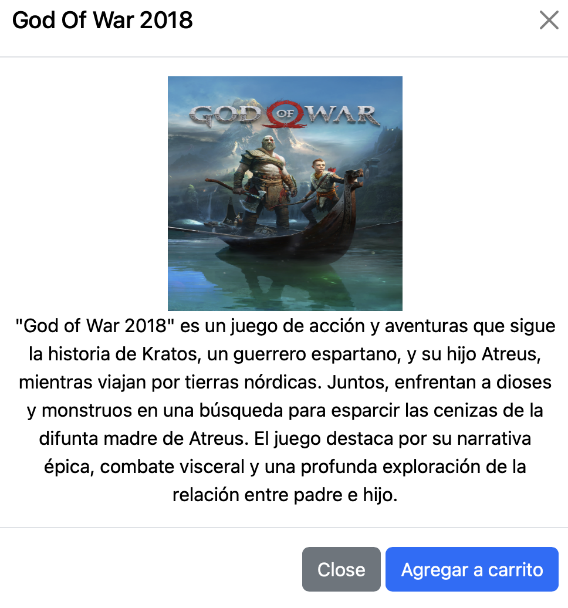 God Of War 2018
GOD OF WAR
"God of War 2018" es un juego de acción y aventuras que sigue
la historia de Kratos, un guerrero espartano, y su hijo Atreus,
mientras viajan por tierras nórdicas. Juntos, enfrentan a dioses
y monstruos en una búsqueda para esparcir las cenizas de la
difunta madre de Atreus. El juego destaca por su narrativa
épica, combate visceral y una profunda exploración de la
relación entre padre e hijo.
Close
Agregar a carrito